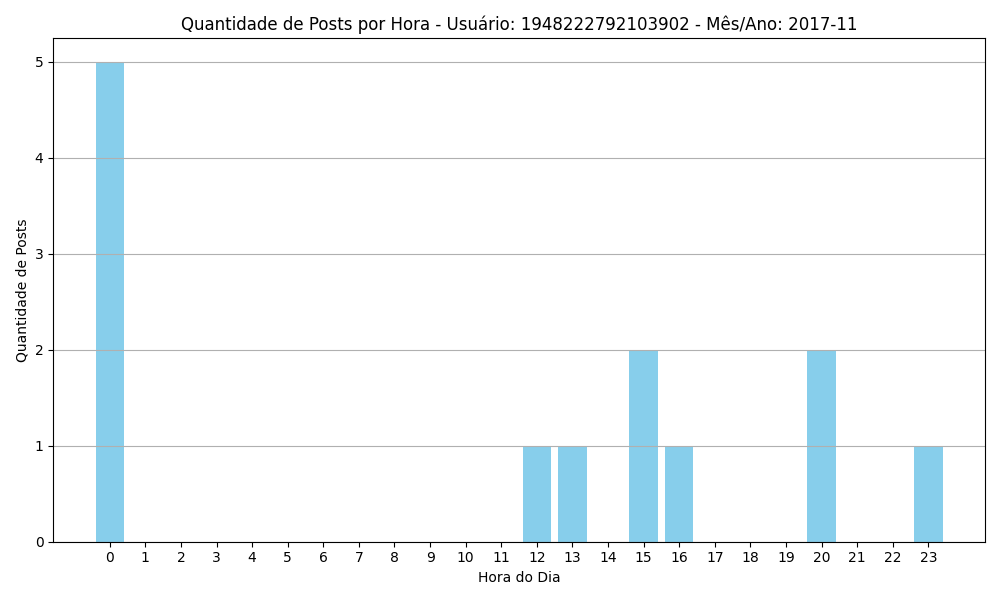 Quantidade de Posts por Hora - Usuário: 1948222792103902 - Mês/Ano: 2017-11
Quantidade de Posts
5
4
3
2
1
0
0 1 2 3 4 5 6 7 8 9 10 11 12 13 14 15 16 17 18 19 20 21 22 23
Hora do Dia